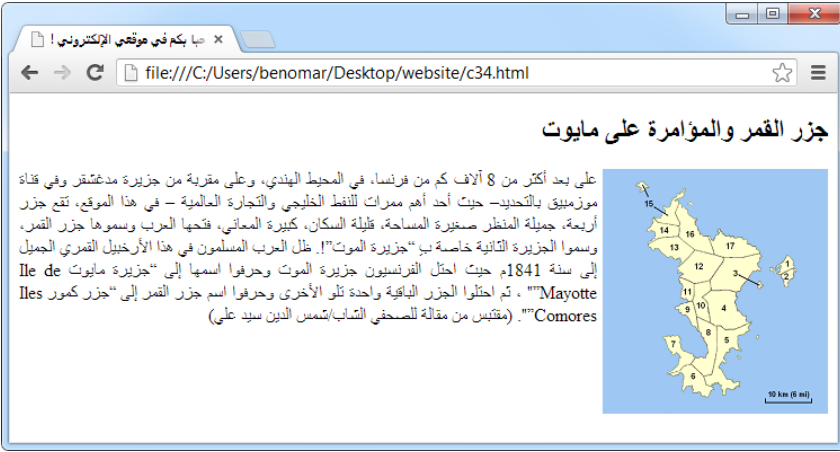 حبا بكم في موقعي الإلكتروني !
file:///C:/Users/benomar/Desktop/website/c34.html
جزر القمر والمؤامرة على مايوت
على بعد أكثر من 8 آلاف كم من فرنسا، في المحيط الهندي، وعلى مقربة من جزيرة مدغشقر وفي قناة
موزمبيق بالتحديد– حيث أحد أهم ممرات للنفط الخليجي والتجارة العالمية – في هذا الموقع، تقع جزر
أربعة، جميلة المنظر صغيرة المساحة، قليلة السكان، كبيرة المعاني، فتحها العرب وسموها جزر القمر،
وسموا الجزيرة الثانية خاصة بـ “جزيرة الموت”!. ظل العرب المسلمون في هذا الأرخبيل القمري الجميل
إلى سنة 1841م حيث احتل الفرنسيون جزيرة الموت وحرفوا اسمها إلى “جزيرة مايوت Ile de
Mayotte”" ، ثم احتلوا الجزر الباقية واحدة تلو الأخرى وحرفوا اسم جزر القمر إلى “جزر كمور Iles
Comores”". (مقتبس من مقالة للصحفي الشاب/شمس الدين سيد علي)
15
14 16
13 17
12 1
3 2
11
9 10 4
8 5
7
6
10 km (6 mi)